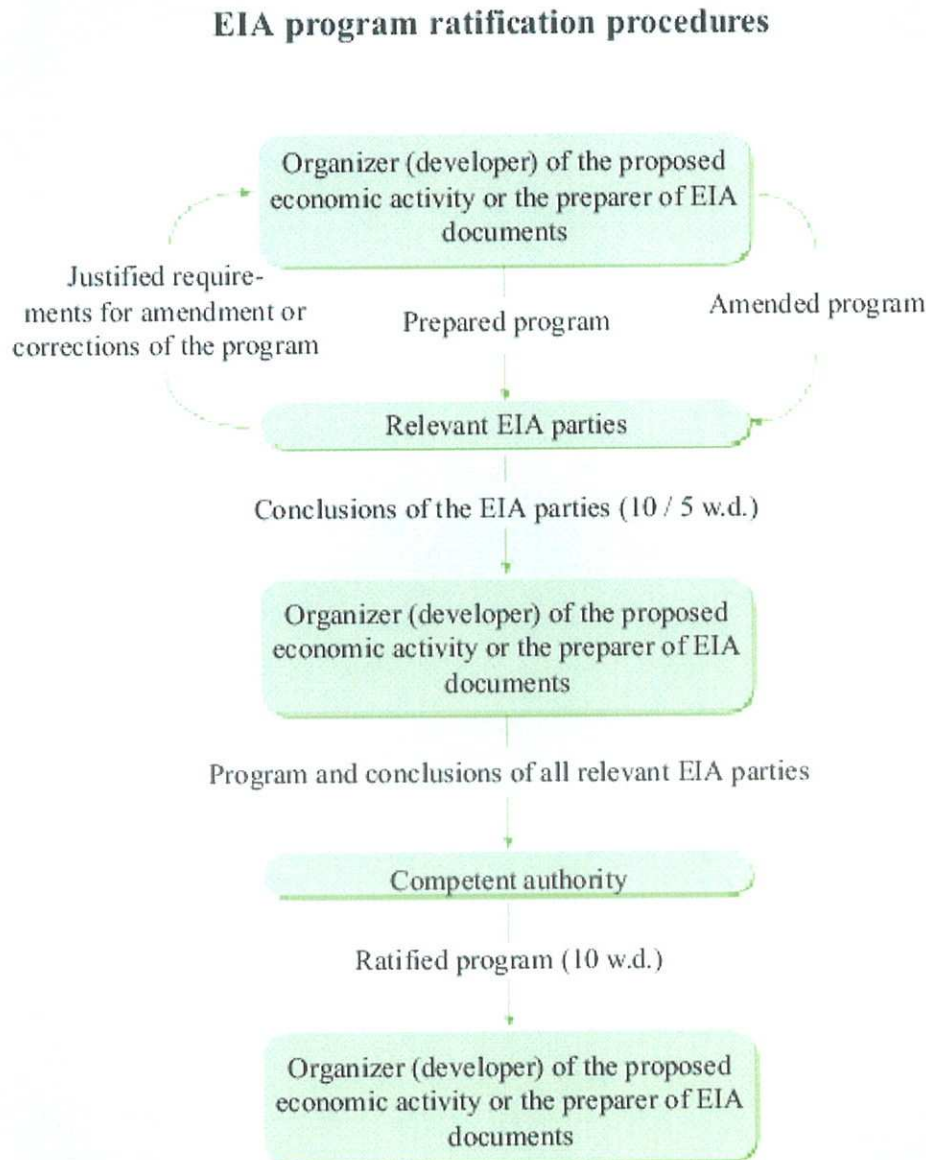 EIA program ratification procedures
Organizer (developer) of the proposed
economic activity or the preparer of EIA
documents
Justified require-
ments for amendment or
corrections of the program
Prepared program
Amended program
Relevant EIA parties
Conclusions of the EIA parties (10 / 5 w.d.)
Organizer (developer) of the proposed
economic activity or the preparer of EIA
documents
Program and conclusions of all relevant EIA parties
Competent authority
Ratified program (10 w.d.)
Organizer (developer) of the proposed
economic activity or the preparer of EIA
documents